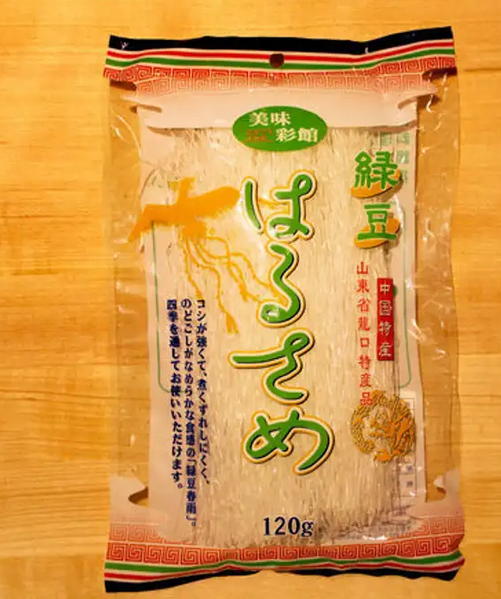 美味
彩館
緑豆
はるさめ
中国特産
山東省龍口特産品
コシが強くて、煮くずれしにくく、
のどごしがなめらかな食感の「緑豆春雨」。
四季を通してお使いいただけます。
120g